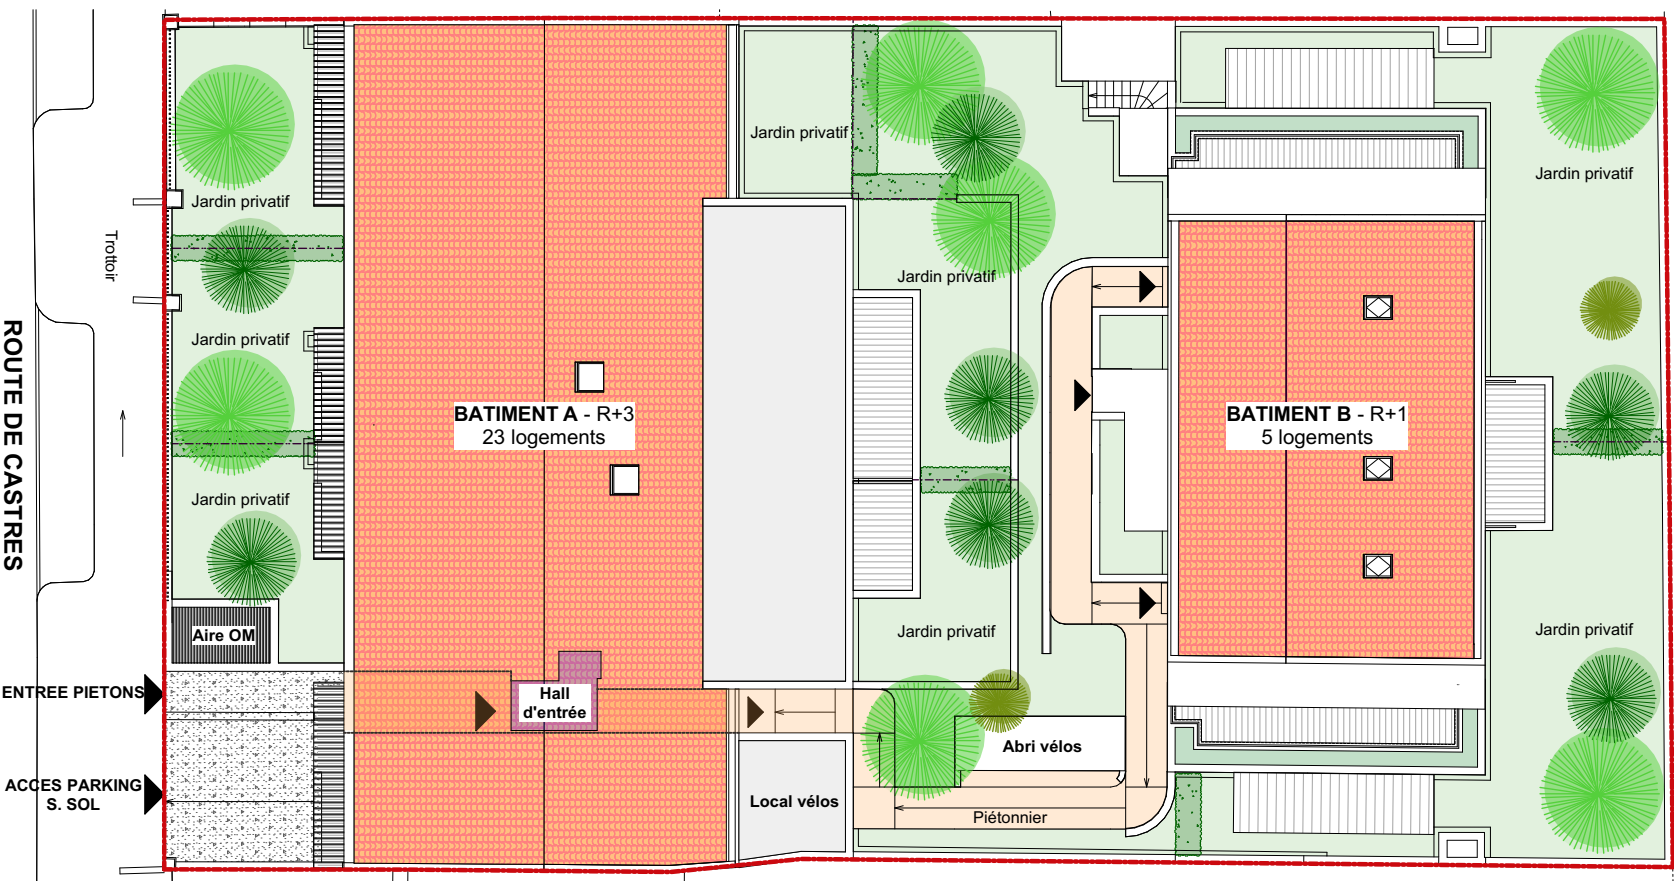 ROUTE DE CASTRES
Trottoir
Jardin privatif
Jardin privatif
Jardin privatif
Aire OM
ENTREE PIETONS
ACCES PARKING
S. SOL
BATIMENT A - R+3
23 logements
Hall
d'entrée
Local vélos
Jardin privatif
Jardin privatif
Jardin privatif
Abri vélos
Piétonnier
BATIMENT B - R+1
5 logements
Jardin privatif
Jardin privatif